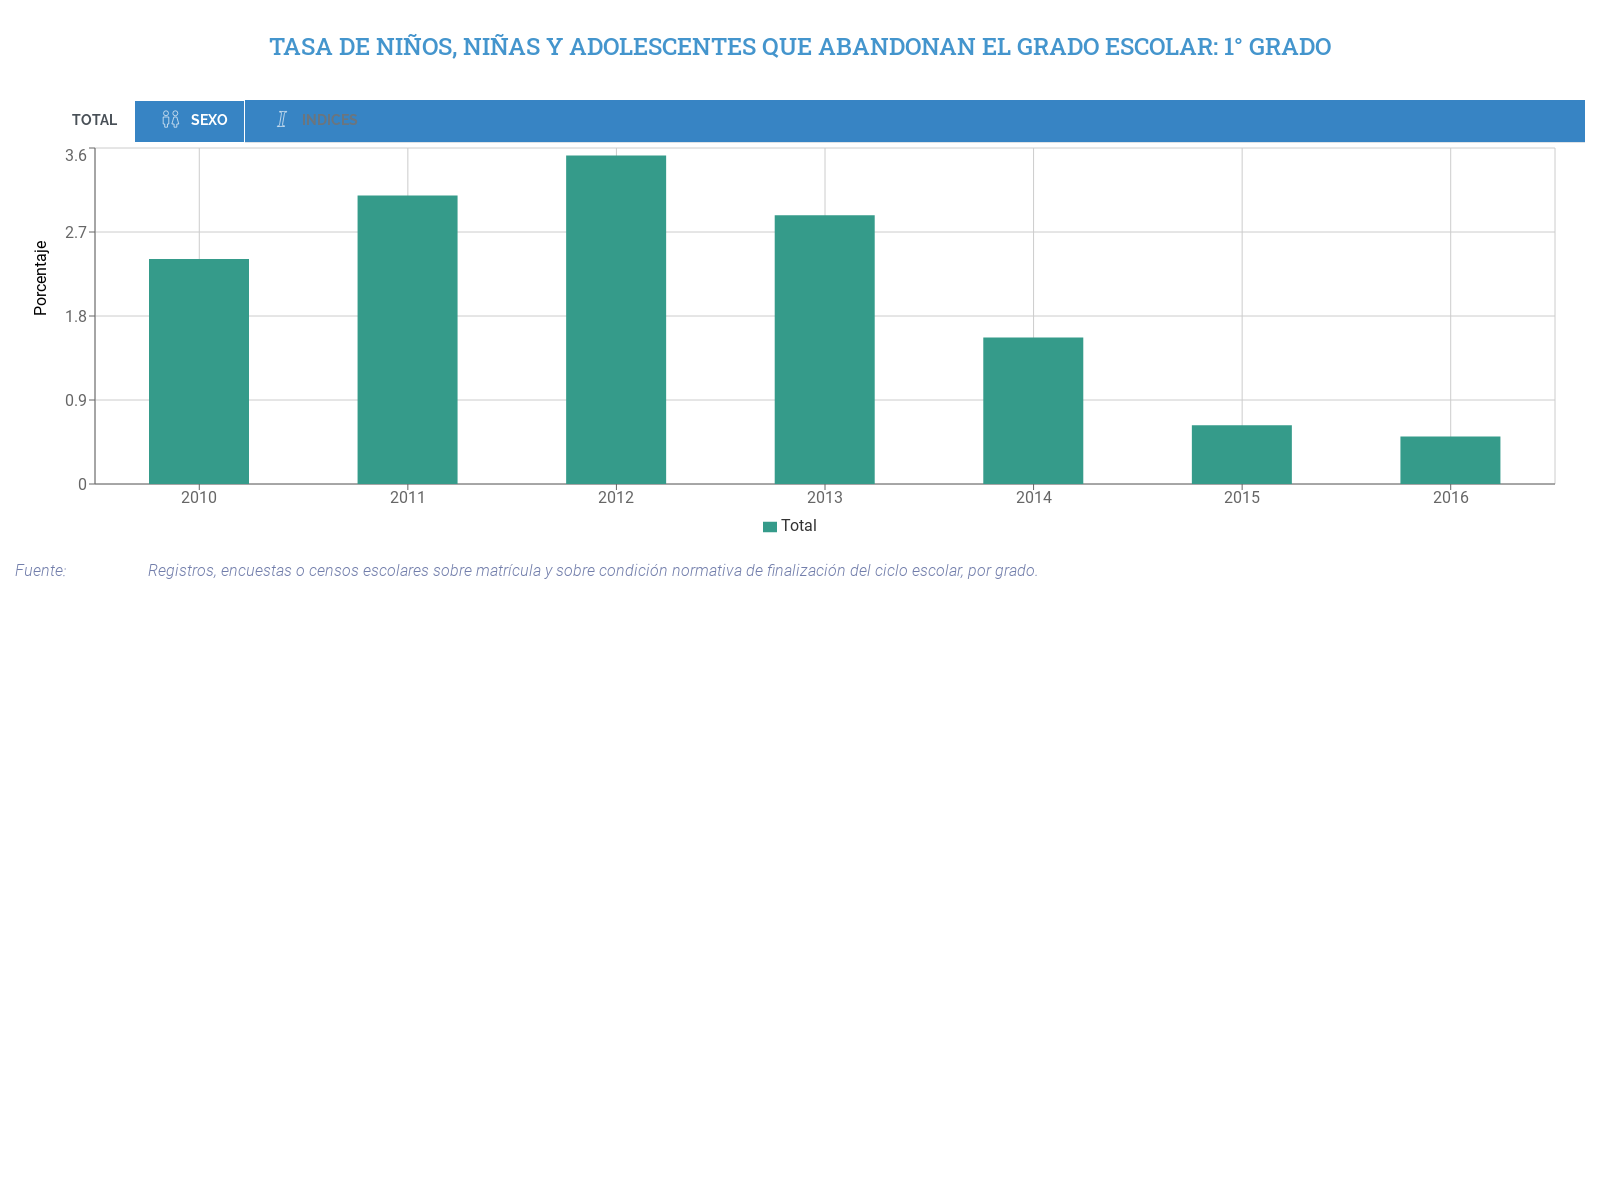 TASA DE NIÑOS, NIÑAS Y ADOLESCENTES QUE ABANDONAN EL GRADO ESCOLAR: 1° GRADO
TOTAL SEXO INDICES
3.6
2.7
1.8
0.9
0
Porcentaje
2010 2011 2012 2013 2014 2015 2016
Total
Fuente: Registros, encuestas o censos escolares sobre matrícula y sobre condición normativa de finalización del ciclo escolar, por grado.